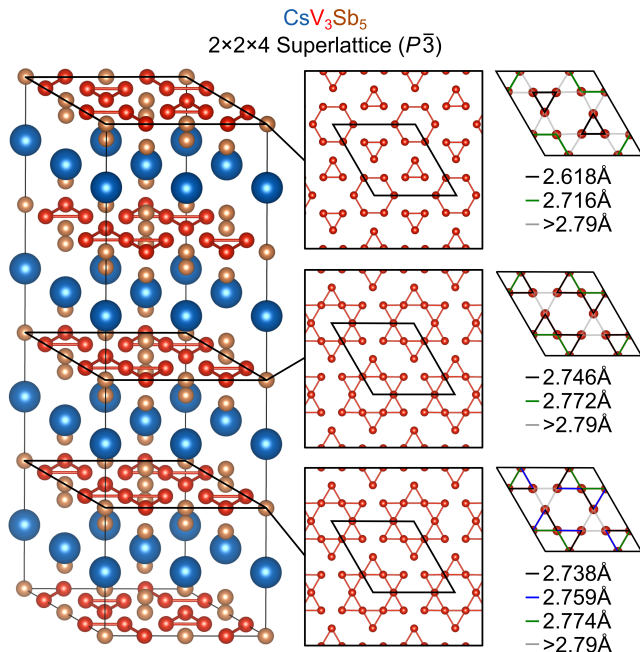 CsV₃Sb₅
2×2×4 Superlattice (P3̅)
2.618Å
2.716Å
>2.79Å
2.746Å
2.772Å
>2.79Å
2.738Å
2.759Å
2.774Å
>2.79Å